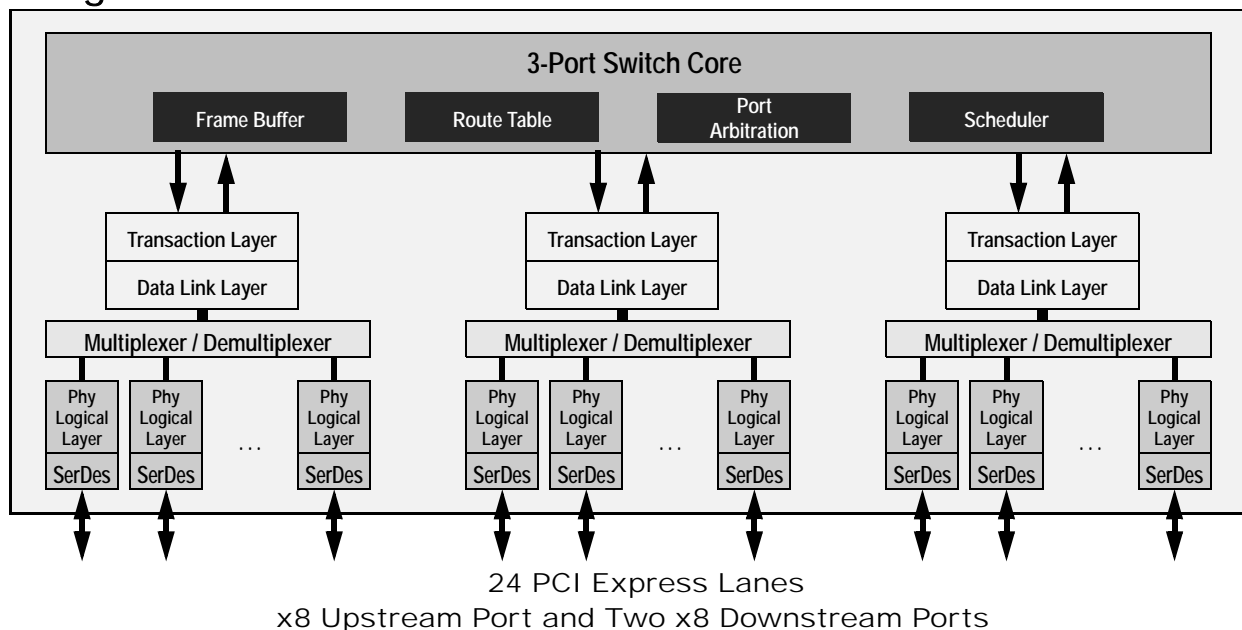 3-Port Switch Core
Frame Buffer
Route Table
Port
Arbitration
Scheduler
Transaction Layer
Data Link Layer
Multiplexer / Demultiplexer
Transaction Layer
Data Link Layer
Multiplexer / Demultiplexer
Transaction Layer
Data Link Layer
Multiplexer / Demultiplexer
Phy
Logical
Layer
SerDes
Phy
Logical
Layer
SerDes
...
Phy
Logical
Layer
SerDes
Phy
Logical
Layer
SerDes
Phy
Logical
Layer
SerDes
...
Phy
Logical
Layer
SerDes
Phy
Logical
Layer
SerDes
Phy
Logical
Layer
SerDes
...
Phy
Logical
Layer
SerDes
24 PCI Express Lanes
x8 Upstream Port and Two x8 Downstream Ports